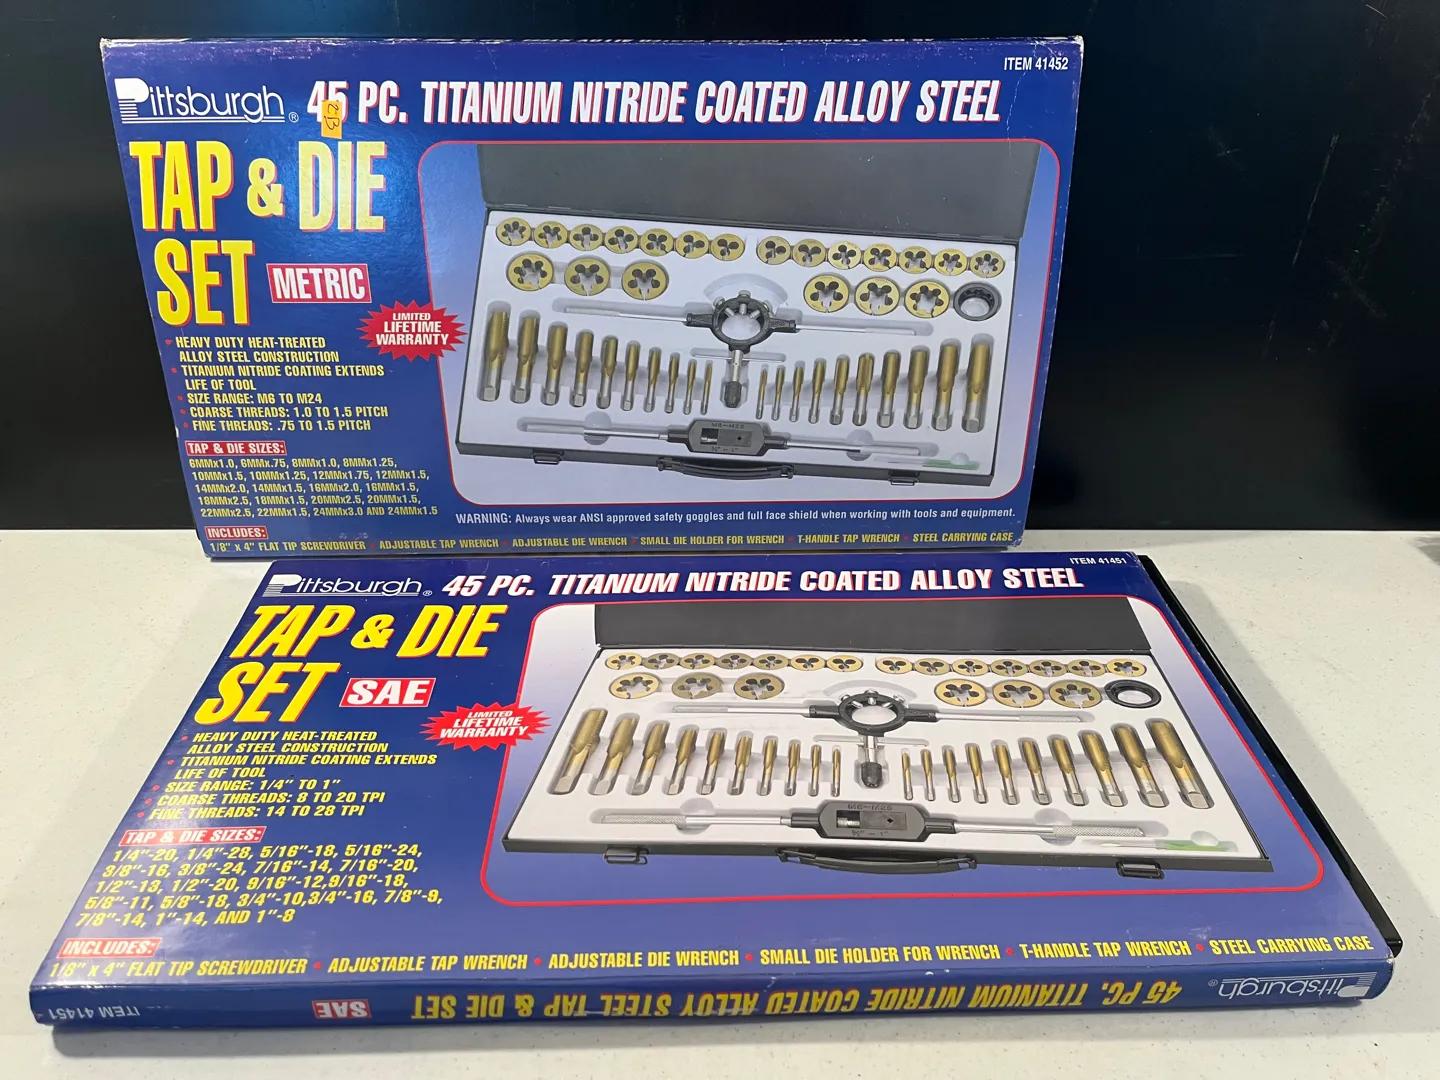 ITEM 41452
Pittsburgh® 45 PC. TITANIUM NITRIDE COATED ALLOY STEEL
TAP & DIE
SET METRIC
LIMITED
LIFETIME
WARRANTY
• HEAVY DUTY HEAT-TREATED
ALLOY STEEL CONSTRUCTION
• TITANIUM NITRIDE COATING EXTENDS
LIFE OF TOOL
• SIZE RANGE: M6 TO M24
• COARSE THREADS: 1.0 TO 1.5 PITCH
• FINE THREADS: .75 TO 1.5 PITCH
TAP & DIE SIZES:
6MMx1.0, 6MMx.75, 8MMx1.0, 8MMx1.25,
10MMx1.5, 10MMx1.25, 12MMx1.75, 12MMx1.5,
14MMx2.0, 14MMx1.5, 16MMx2.0, 16MMx1.5,
18MMx2.5, 18MMx1.5, 20MMx2.5, 20MMx1.5,
22MMx2.5, 22MMx1.5, 24MMx3.0 AND 24MMx1.5
M6-M25
½"-1"
WARNING: Always wear ANSI approved safety goggles and full face shield when working with tools and equipment.
INCLUDES:
1/8" x 4" FLAT TIP SCREWDRIVER • ADJUSTABLE TAP WRENCH • ADJUSTABLE DIE WRENCH • SMALL DIE HOLDER FOR WRENCH • T-HANDLE TAP WRENCH • STEEL CARRYING CASE
ITEM 41451
Pittsburgh® 45 PC. TITANIUM NITRIDE COATED ALLOY STEEL
TAP & DIE
SET SAE
LIMITED
LIFETIME
WARRANTY
• HEAVY DUTY HEAT-TREATED
ALLOY STEEL CONSTRUCTION
• TITANIUM NITRIDE COATING EXTENDS
LIFE OF TOOL
• SIZE RANGE: 1/4" TO 1"
• COARSE THREADS: 8 TO 20 TPI
• FINE THREADS: 14 TO 28 TPI
TAP & DIE SIZES:
1/4"-20, 1/4"-28, 5/16"-18, 5/16"-24,
3/8"-16, 3/8"-24, 7/16"-14, 7/16"-20,
1/2"-13, 1/2"-20, 9/16"-12,9/16"-18,
5/8"-11, 5/8"-18, 3/4"-10,3/4"-16, 7/8"-9,
7/8"-14, 1"-14, AND 1"-8
M6-M25
½"-1"
INCLUDES:
1/8" x 4" FLAT TIP SCREWDRIVER • ADJUSTABLE TAP WRENCH • ADJUSTABLE DIE WRENCH • SMALL DIE HOLDER FOR WRENCH • T-HANDLE TAP WRENCH • STEEL CARRYING CASE
Pittsburgh® 45 PC. TITANIUM NITRIDE COATED ALLOY STEEL TAP & DIE SET SAE ITEM 41451